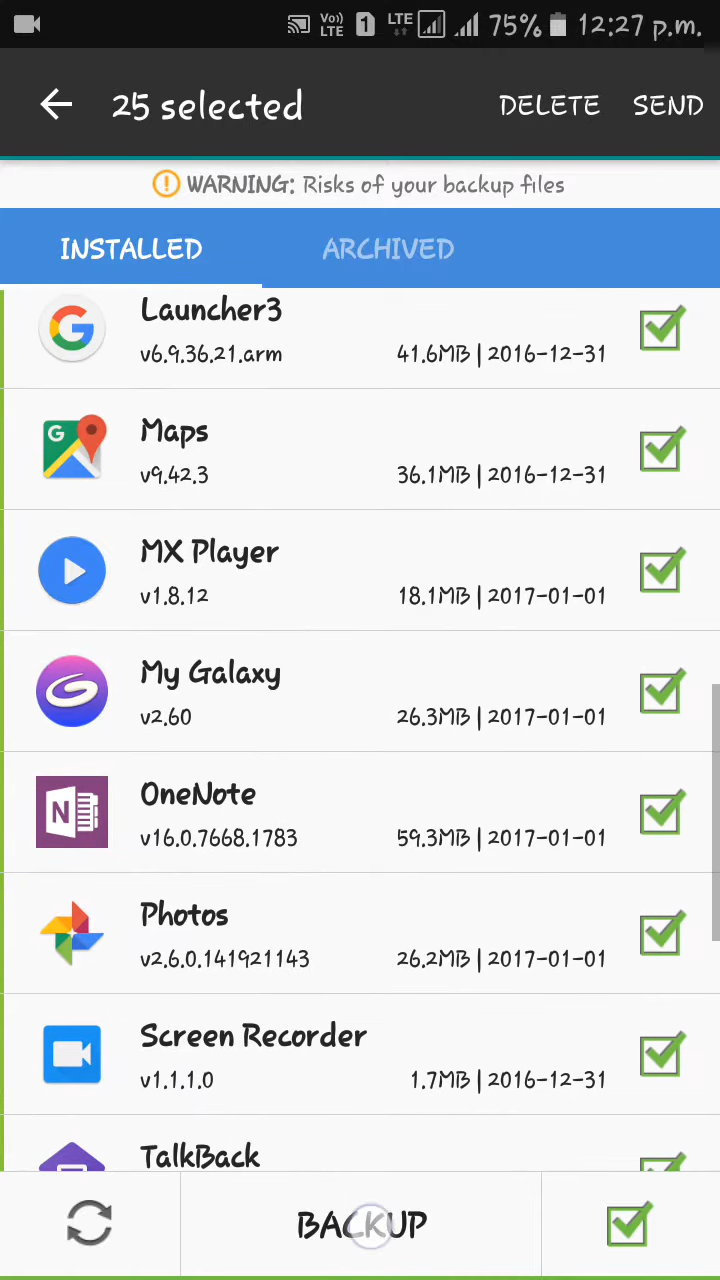 Vo)) LTE 1 LTE 75% 12:27 p.m.
25 selected DELETE SEND
WARNING: Risks of your backup files
INSTALLED ARCHIVED
Launcher3
v6.9.36.21.arm 41.6MB | 2016-12-31
G
Maps
v9.42.3 36.1MB | 2016-12-31
MX Player
v1.8.12 18.1MB | 2017-01-01
My Galaxy
v2.60 26.3MB | 2017-01-01
N
OneNote
v16.0.7668.1783 59.3MB | 2017-01-01
Photos
v2.6.0.141921143 26.2MB | 2017-01-01
Screen Recorder
v1.1.1.0 1.7MB | 2016-12-31
TalkBack
BACKUP